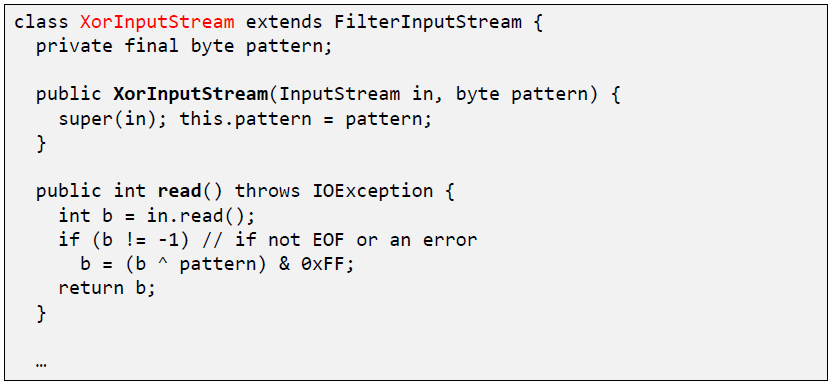 class XorInputStream extends FilterInputStream {
  private final byte pattern;

  public XorInputStream(InputStream in, byte pattern) {
    super(in); this.pattern = pattern;
  }

  public int read() throws IOException {
    int b = in.read();
    if (b != -1) // if not EOF or an error
      b = (b ^ pattern) & 0xFF;
    return b;
  }

  …